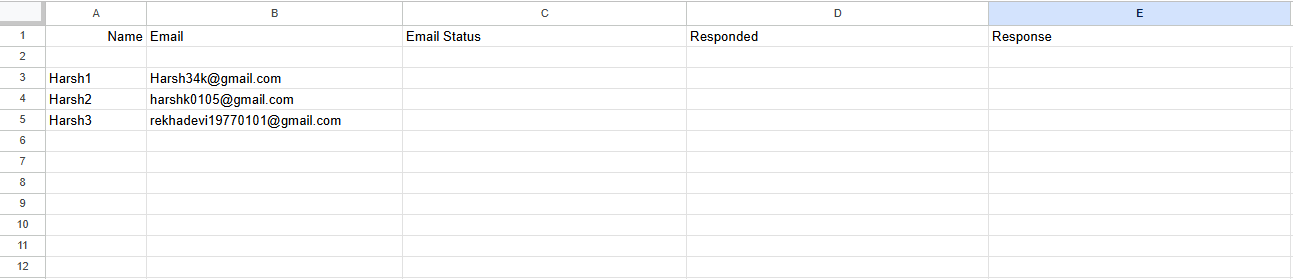 A B C D E
1 Name Email Email Status Responded Response
2
3 Harsh1 Harsh34k@gmail.com
4 Harsh2 harshk0105@gmail.com
5 Harsh3 rekhadevi19770101@gmail.com
6
7
8
9
10
11
12